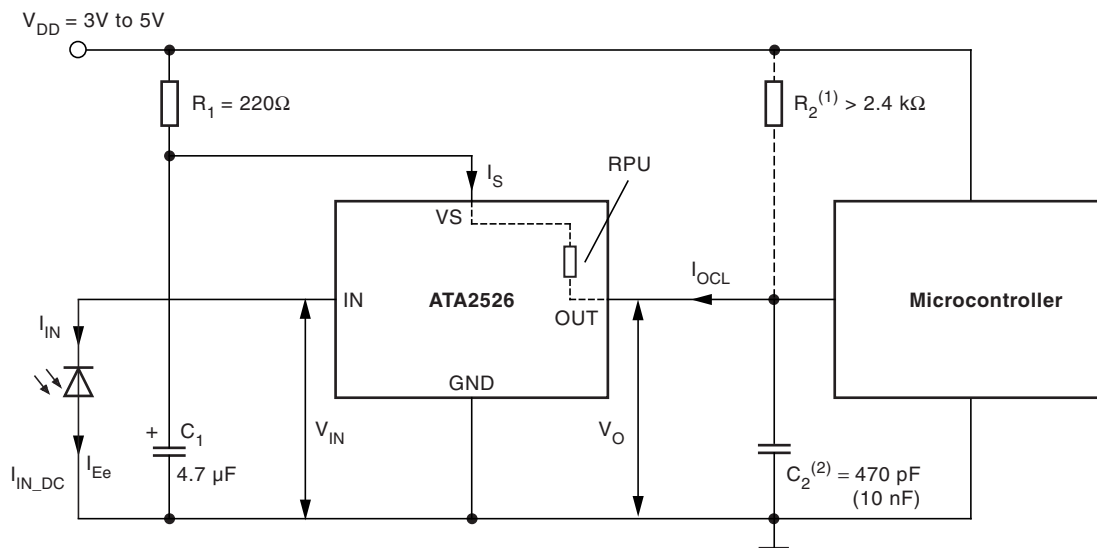 V_DD = 3V to 5V
R_1 = 220Ω
R_2^(1) > 2.4 kΩ
RPU
I_S
VS
I_OCL
IN
ATA2526
Microcontroller
OUT
I_IN
GND
+
C_1
V_IN
V_O
I_Ee
4.7 µF
I_IN_DC
C_2^(2) = 470 pF
(10 nF)